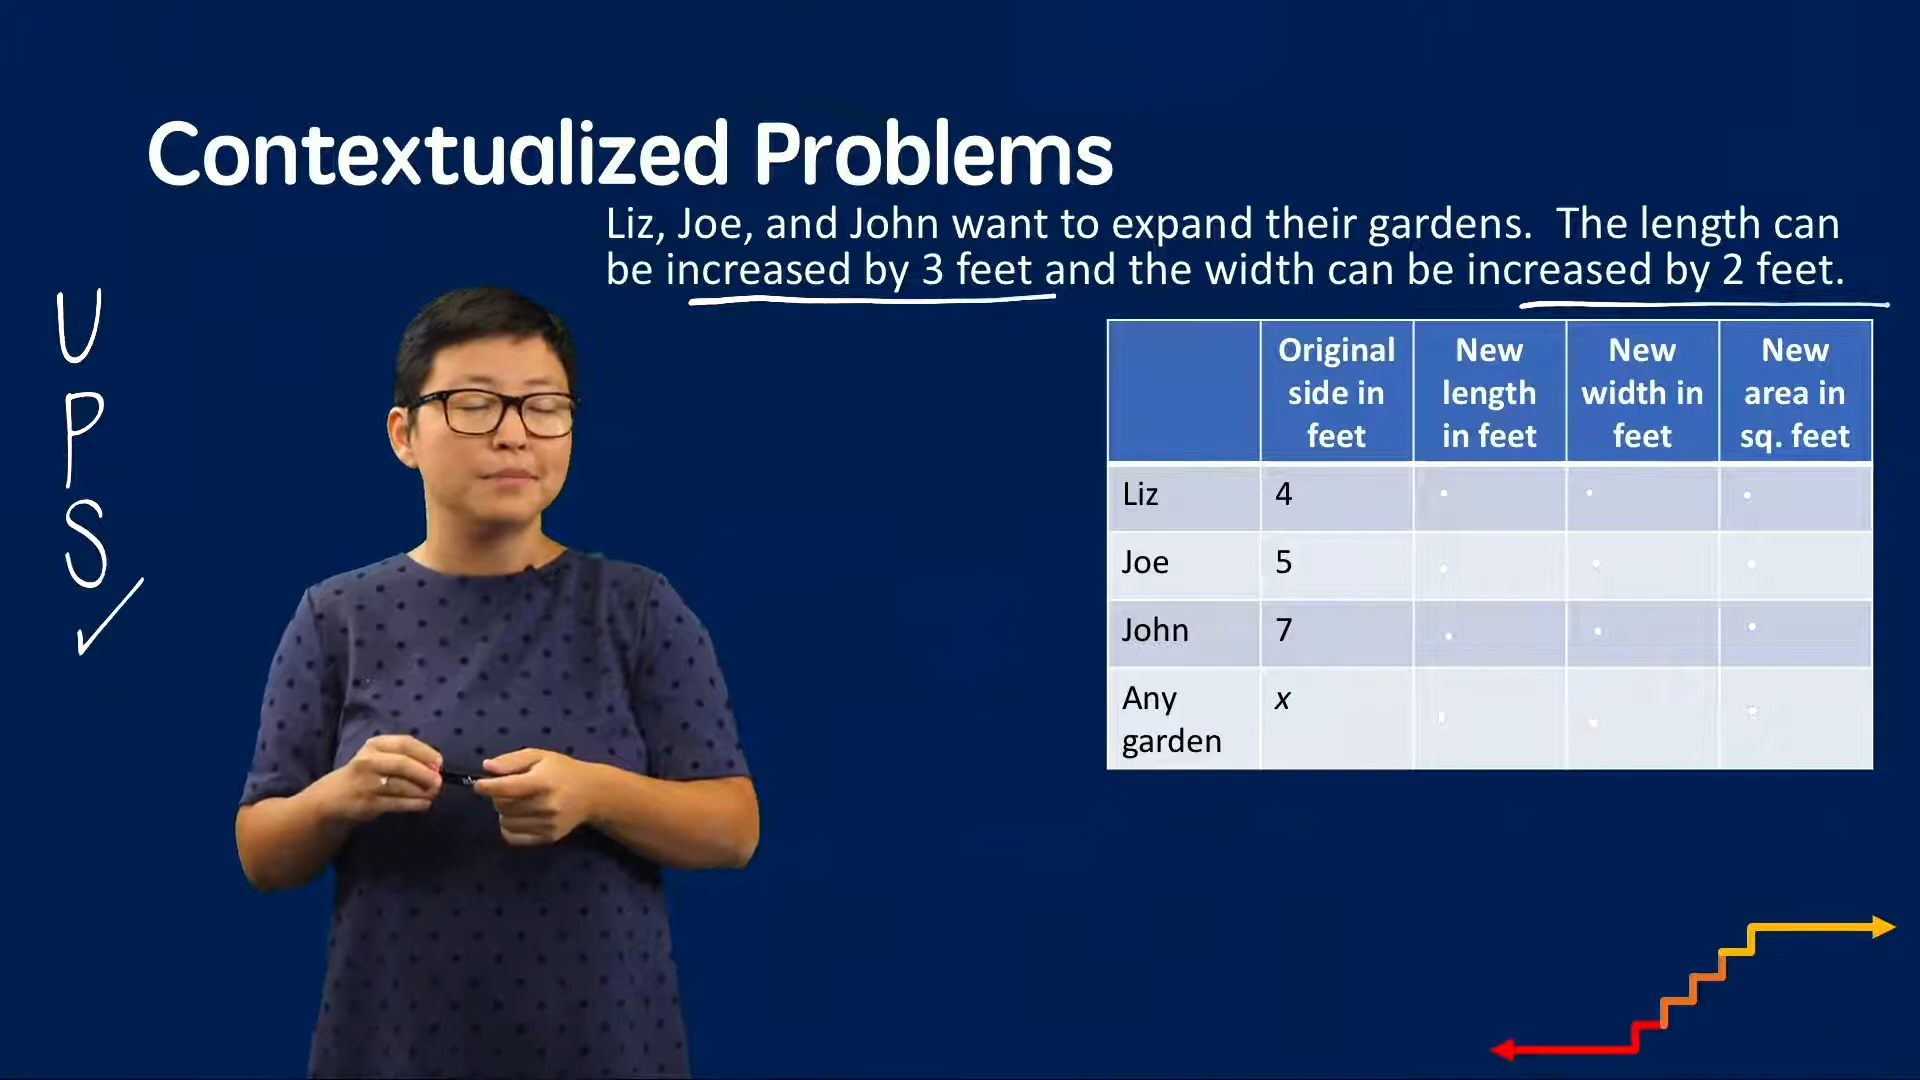 Contextualized Problems
Liz, Joe, and John want to expand their gardens. The length can
be increased by 3 feet and the width can be increased by 2 feet.
U
P
S
✓
Original side in feet New length in feet New width in feet New area in sq. feet
Liz 4
Joe 5
John 7
Any garden x